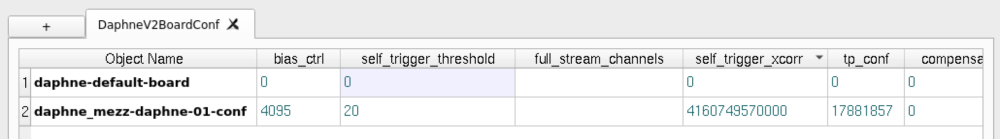 + DaphneV2BoardConf X
Object Name bias_ctrl self_trigger_threshold full_stream_channels self_trigger_xcorr tp_conf compensa
1 daphne-default-board 0 0 0 0 0
2 daphne_mezz-daphne-01-conf 4095 20 4160749570000 17881857 0